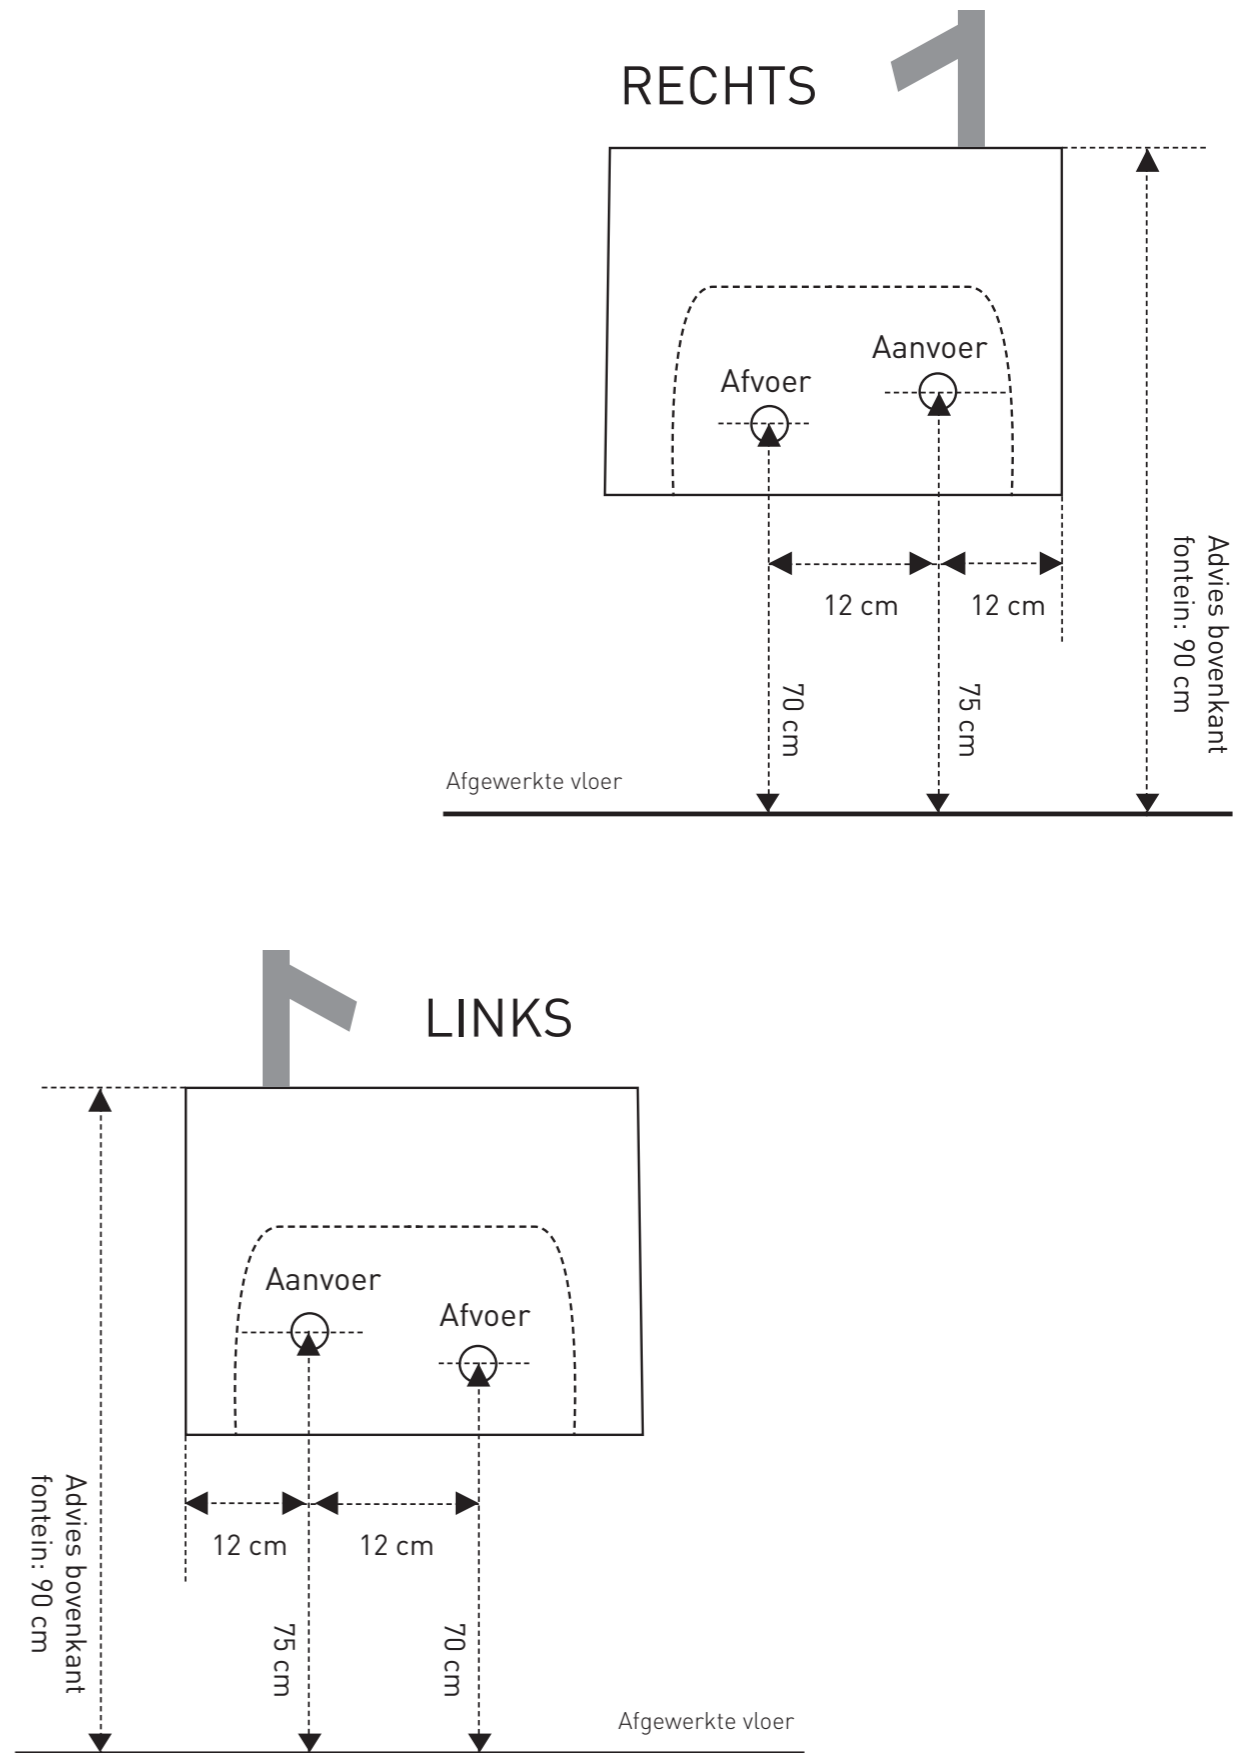 RECHTS
Aanvoer
Afvoer
12 cm
12 cm
70 cm
75 cm
Advies bovenkant
fontein: 90 cm
Afgewerkte vloer
LINKS
Aanvoer
Afvoer
12 cm
12 cm
Advies bovenkant
fontein: 90 cm
75 cm
70 cm
Afgewerkte vloer